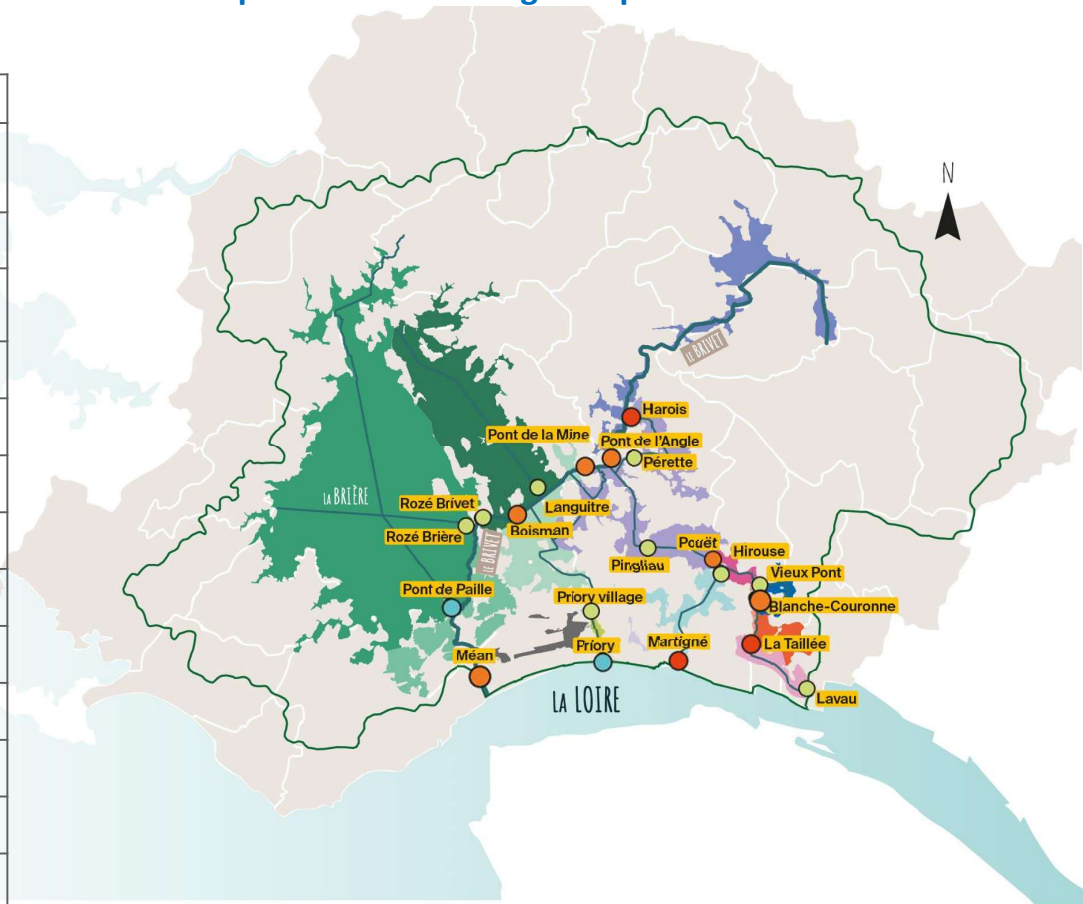 N
LE BRIVET
Harois
Pont de la Mine
Pont de l'Angle
Pérette
LA BRIÈRE
Rozé Brivet
Languitre
Rozé Brière
Boisman
LE BRIVET
Pingliau
Pouët
Hirouse
Vieux Pont
Pont de Paille
Priory village
Blanche-Couronne
Méan
Priory
Martigné
La Taillée
LA LOIRE
Lavau